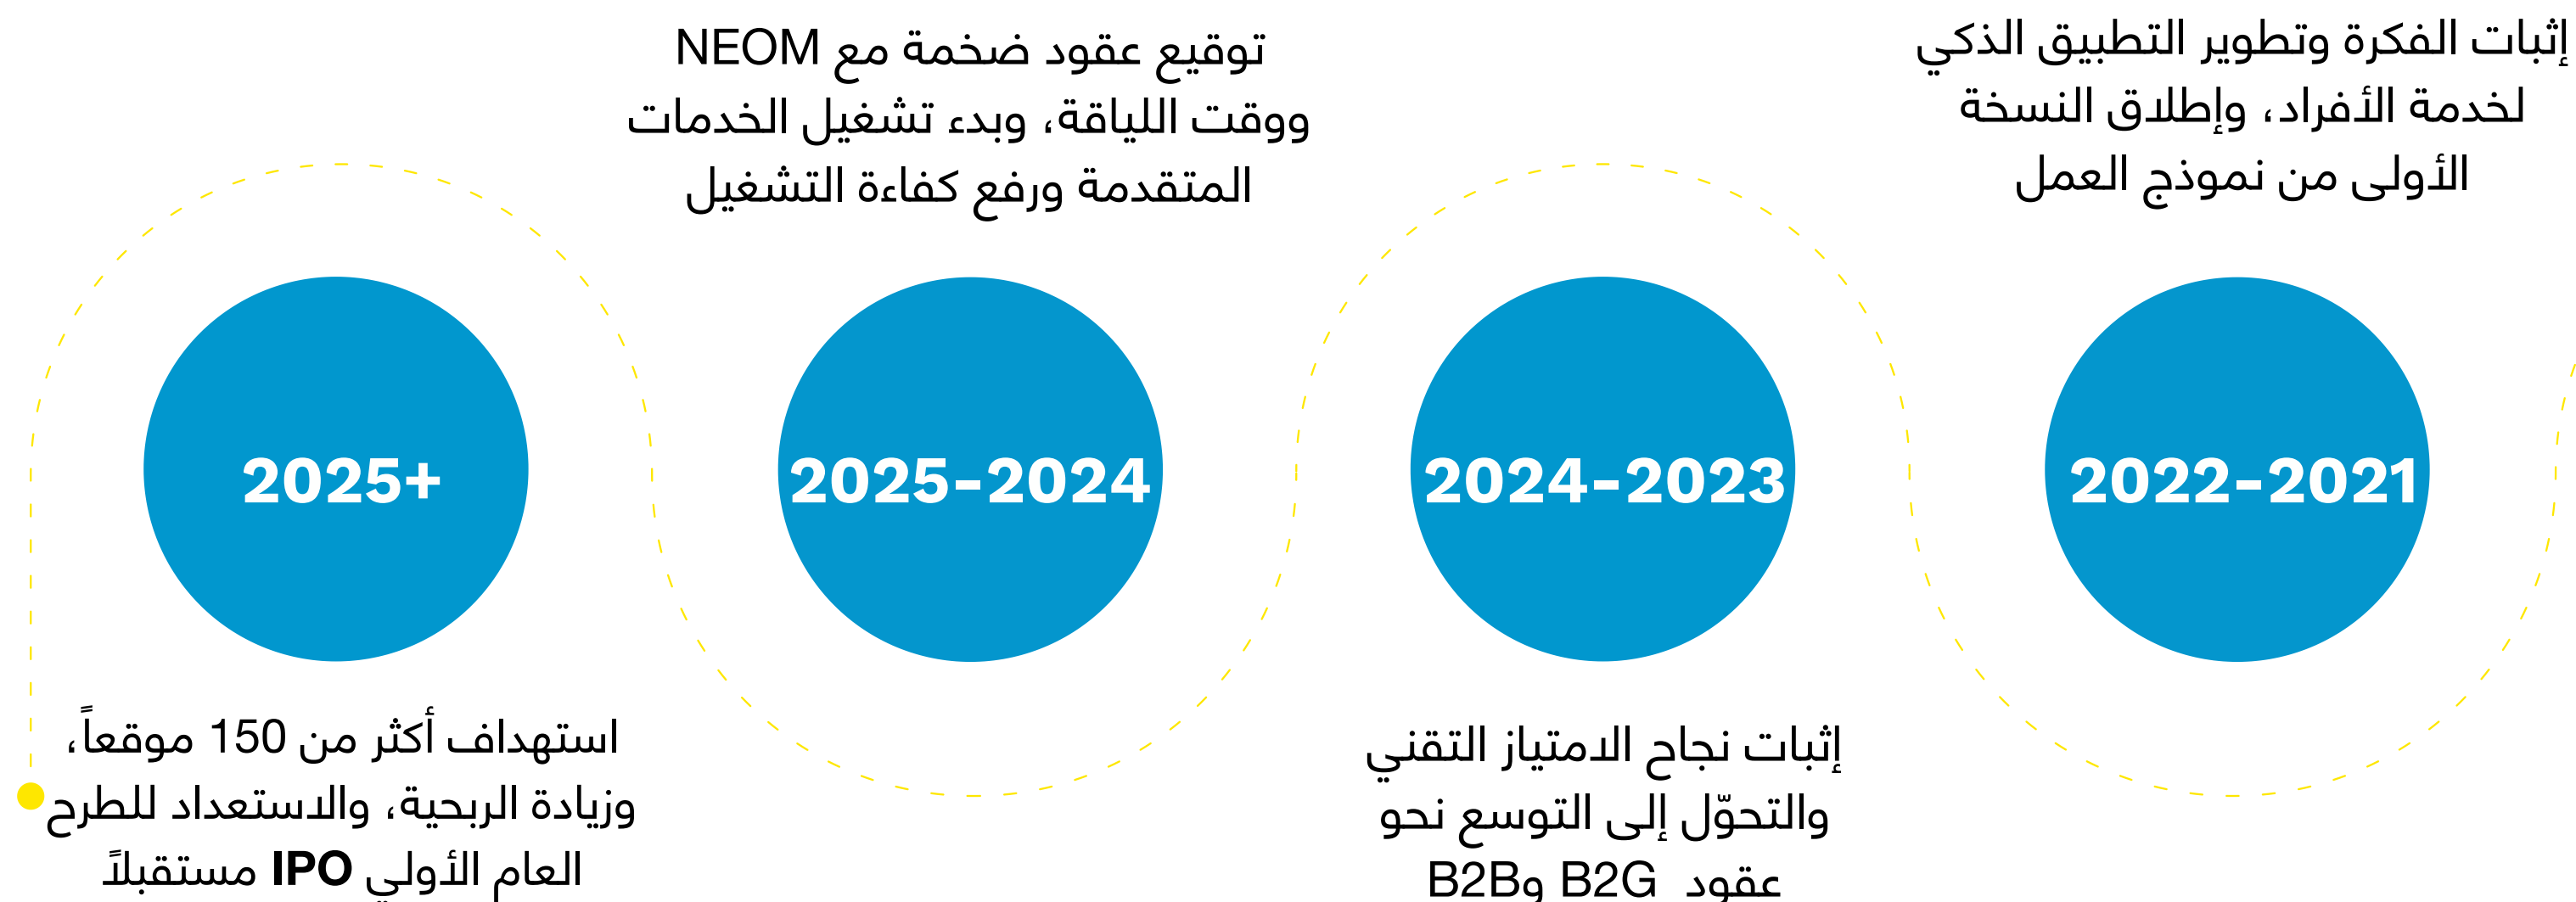 إثبات الفكرة وتطوير التطبيق الذكي
لخدمة الأفراد، وإطلاق النسخة
الأولى من نموذج العمل
2022-2021
2024-2023
إثبات نجاح الامتياز التقني
والتحوّل إلى التوسع نحو
عقود B2G وB2B
توقيع عقود ضخمة مع NEOM
ووقت اللياقة، وبدء تشغيل الخدمات
المتقدمة ورفع كفاءة التشغيل
2025-2024
2025+
استهداف أكثر من 150 موقعاً،
وزيادة الربحية، والاستعداد للطرح
العام الأولي IPO مستقبلاً